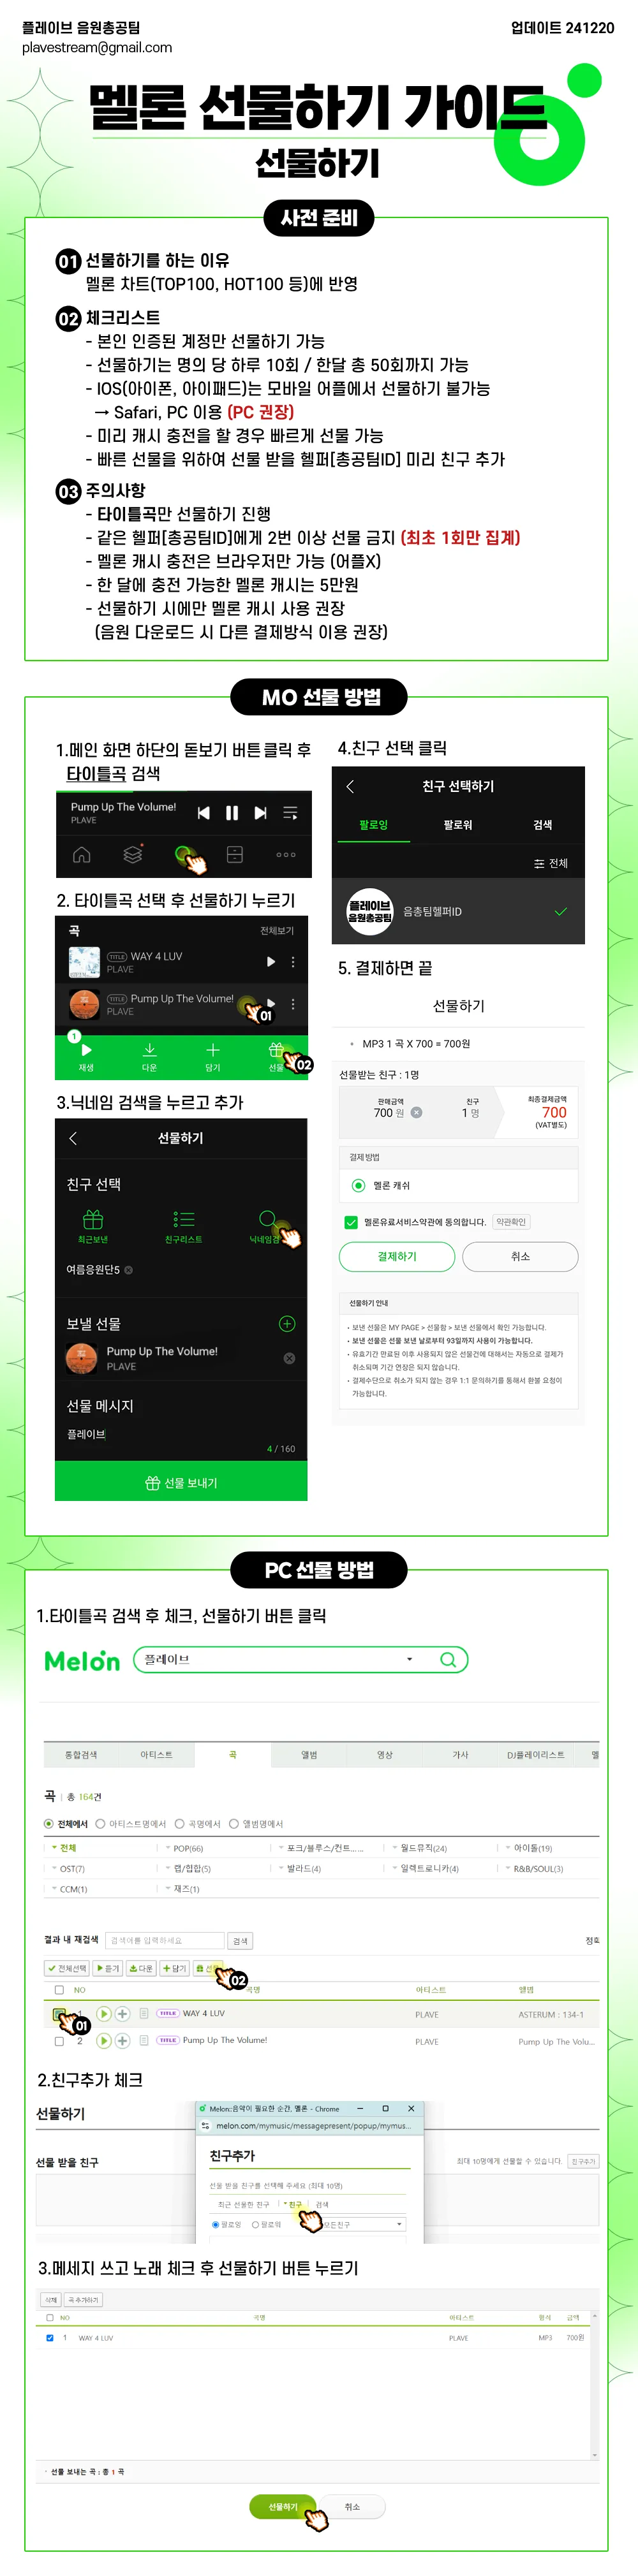 플레이브 음원총공팀
업데이트 241220
plavestream@gmail.com
멜론 선물하기 가이드
선물하기
사전 준비
01 선물하기를 하는 이유
멜론 차트(TOP100, HOT100 등)에 반영
02 체크리스트
- 본인 인증된 계정만 선물하기 가능
- 선물하기는 명의 당 하루 10회 / 한달 총 50회까지 가능
- IOS(아이폰, 아이패드)는 모바일 어플에서 선물하기 불가능
→ Safari, PC 이용 (PC 권장)
- 미리 캐시 충전을 할 경우 빠르게 선물 가능
- 빠른 선물을 위하여 선물 받을 헬퍼[총공팀ID] 미리 친구 추가
03 주의사항
- 타이틀곡만 선물하기 진행
- 같은 헬퍼[총공팀ID]에게 2번 이상 선물 금지 (최초 1회만 집계)
- 멜론 캐시 충전은 브라우저만 가능 (어플X)
- 한 달에 충전 가능한 멜론 캐시는 5만원
- 선물하기 시에만 멜론 캐시 사용 권장
(음원 다운로드 시 다른 결제방식 이용 권장)
MO 선물 방법
1.메인 화면 하단의 돋보기 버튼 클릭 후
타이틀곡 검색
Pump Up The Volume!
PLAVE
2. 타이틀곡 선택 후 선물하기 누르기
곡
전체보기
TITLE WAY 4 LUV
PLAVE
TITLE Pump Up The Volume!
PLAVE
01
1
재생
다운
담기
선물
02
3.닉네임 검색을 누르고 추가
선물하기
친구 선택
최근보낸
친구리스트
닉네임검
여름응원단5
보낼 선물
Pump Up The Volume!
PLAVE
선물 메시지
플레이브
4 / 160
선물 보내기
4.친구 선택 클릭
친구 선택하기
팔로잉
팔로워
검색
전체
플레이브
음원총공팀
음총팀헬퍼ID
5. 결제하면 끝
선물하기
• MP3 1 곡 X 700 = 700원
선물받는 친구 : 1명
판매금액
700 원
친구
1 명
최종결제금액
700
(VAT별도)
결제 방법
멜론 캐쉬
멜론유료서비스약관에 동의합니다.
약관확인
결제하기
취소
선물하기 안내
• 보낸 선물은 MY PAGE > 선물함 > 보낸 선물에서 확인 가능합니다.
• 보낸 선물은 선물 보낸 날로부터 93일까지 사용이 가능합니다.
• 유효기간 만료된 이후 사용되지 않은 선물건에 대해서는 자동으로 결제가
취소되며 기간 연장은 되지 않습니다.
• 결제수단으로 취소가 되지 않는 경우 1:1 문의하기를 통해서 환불 요청이
가능합니다.
PC 선물 방법
1.타이틀곡 검색 후 체크, 선물하기 버튼 클릭
Melon
플레이브
통합검색
아티스트
곡
앨범
영상
가사
DJ플레이리스트
멜
곡 | 총 164건
전체에서
아티스트명에서
곡명에서
앨범명에서
전체
POP(66)
포크/블루스/컨트......
월드뮤직(24)
아이돌(19)
OST(7)
랩/힙합(5)
발라드(4)
일렉트로니카(4)
R&B/SOUL(3)
CCM(1)
재즈(1)
결과 내 재검색
검색어를 입력하세요
검색
정확
전체선택
듣기
다운
담기
선
02
NO
곡명
아티스트
앨범
1
TITLE WAY 4 LUV
PLAVE
ASTERUM : 134-1
01
2
TITLE Pump Up The Volume!
PLAVE
Pump Up The Volu...
2.친구추가 체크
선물하기
Melon:음악이 필요한 순간, 멜론 - Chrome
melon.com/mymusic/messagepresent/popup/mymus...
친구추가
선물 받을 친구
최대 10명에게 선물할 수 있습니다.
친구추가
선물 받을 친구를 선택해 주세요 (최대 10명)
최근 선물한 친구
친구
검색
팔로잉
팔로워
모든친구
3.메세지 쓰고 노래 체크 후 선물하기 버튼 누르기
삭제
곡 추가하기
NO
곡명
아티스트
형식
금액
1
WAY 4 LUV
PLAVE
MP3
700원
· 선물 보내는 곡 : 총 1 곡
선물하기
취소